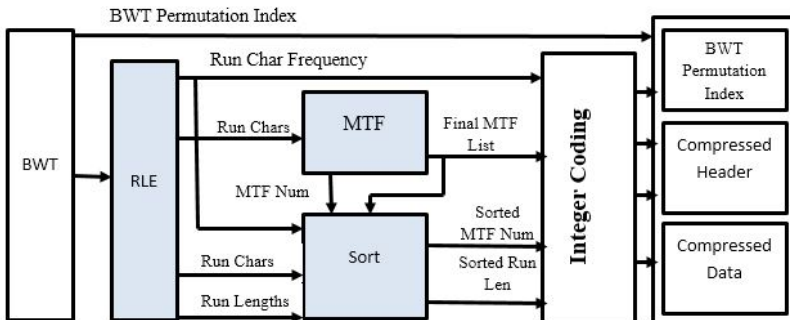 BWT Permutation Index
BWT
RLE
Run Char Frequency
Run Chars
MTF
Final MTF
List
MTF Num
Sort
Run Chars
Run Lengths
Sorted
MTF Num
Sorted Run
Len
Integer Coding
BWT
Permutation
Index
Compressed
Header
Compressed
Data